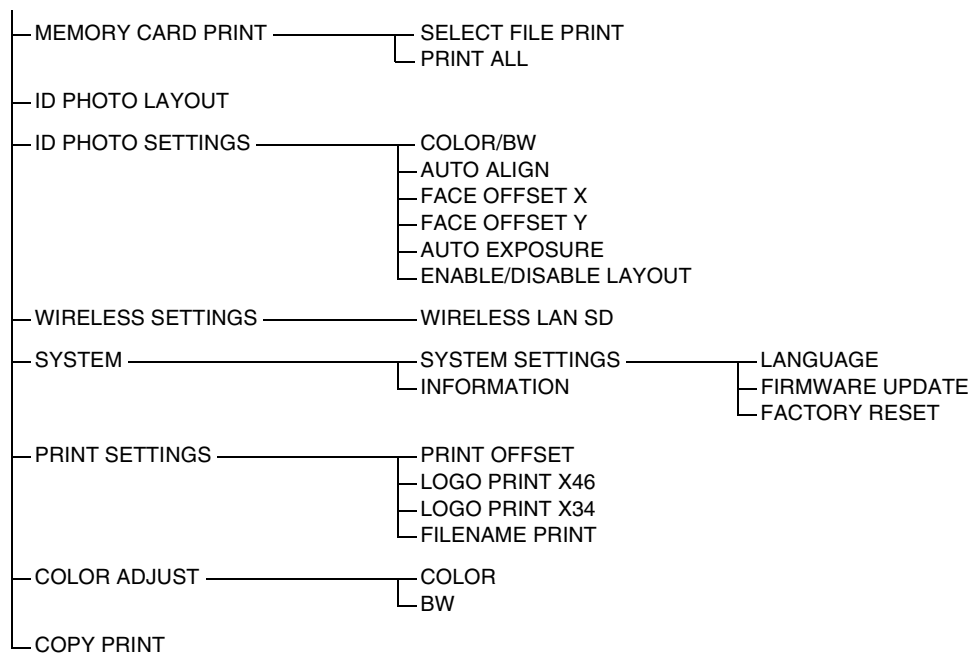 MEMORY CARD PRINT SELECT FILE PRINT
PRINT ALL
ID PHOTO LAYOUT
ID PHOTO SETTINGS COLOR/BW
AUTO ALIGN
FACE OFFSET X
FACE OFFSET Y
AUTO EXPOSURE
ENABLE/DISABLE LAYOUT
WIRELESS SETTINGS WIRELESS LAN SD
SYSTEM SYSTEM SETTINGS LANGUAGE
INFORMATION FIRMWARE UPDATE
FACTORY RESET
PRINT SETTINGS PRINT OFFSET
LOGO PRINT X46
LOGO PRINT X34
FILENAME PRINT
COLOR ADJUST COLOR
BW
COPY PRINT